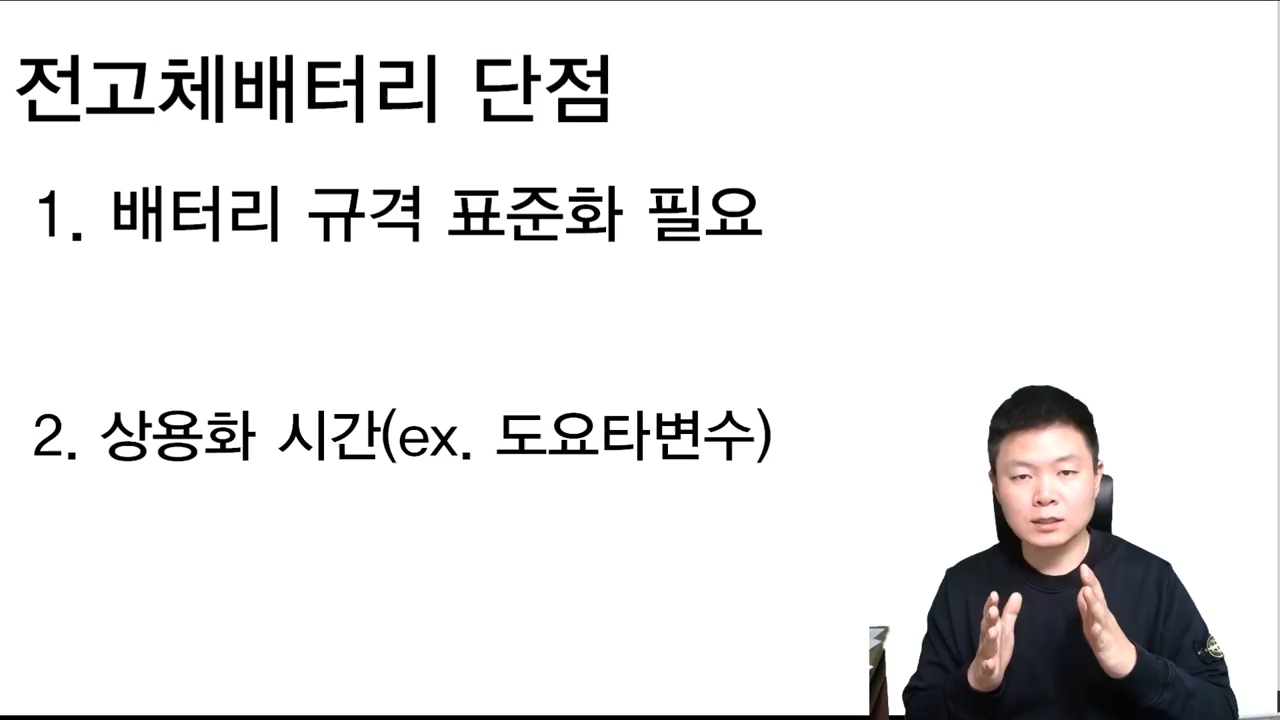 전고체배터리 단점
1. 배터리 규격 표준화 필요
2. 상용화 시간(ex. 도요타변수)